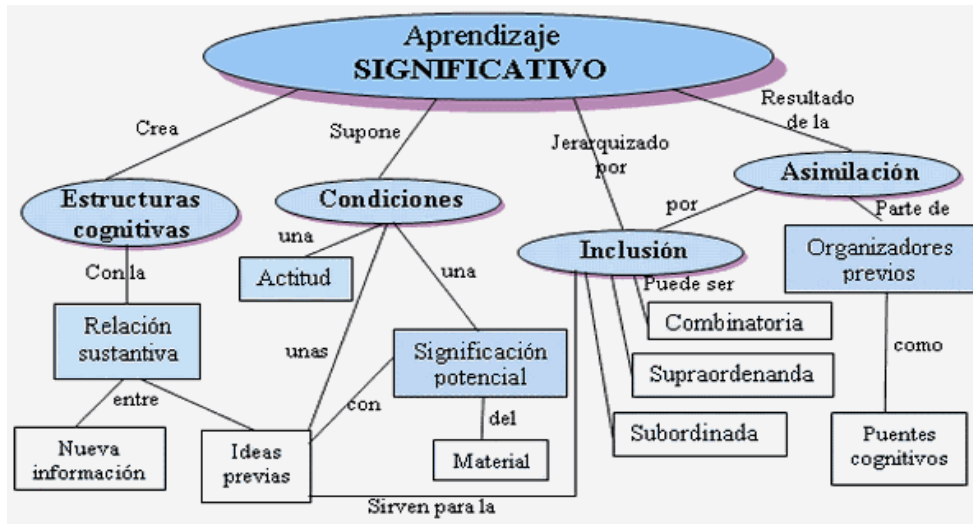 Aprendizaje
SIGNIFICATIVO
Crea
Supone
Jerarquizado
por
Resultado
de la
Estructuras
cognitivas
Condiciones
Asimilación
por
Parte de
Inclusión
Organizadores
previos
Con la
una
Actitud
una
Puede ser
Combinatoria
Relación
sustantiva
unas
Significación
potencial
Supraordenanda
como
entre
con
del
Subordinada
Nueva
información
Ideas
previas
Material
Puentes
cognitivos
Sirven para la